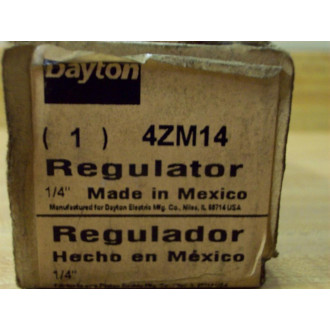 Dayton
( 1 ) 4ZM14
Regulator
1/4" Made in Mexico
Manufactured for Dayton Electric Mfg. Co., Niles, IL 60714 USA
Regulador
Hecho en México
1/4"